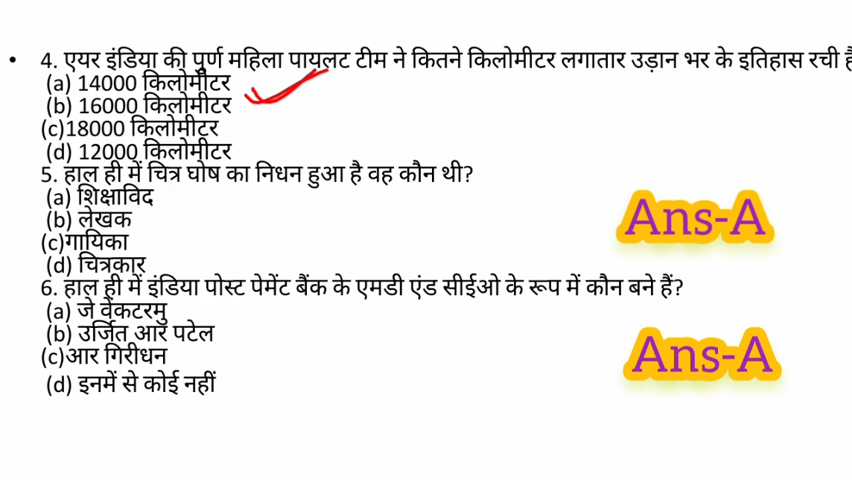 • 4. एयर इंडिया की पुर्ण महिला पायलट टीम ने कितने किलोमीटर लगातार उड़ान भर के इतिहास रची है
(a) 14000 किलोमीटर
(b) 16000 किलोमीटर
(c)18000 किलोमीटर
(d) 12000 किलोमीटर
5. हाल ही में चित्र घोष का निधन हुआ है वह कौन थी?
(a) शिक्षाविद
(b) लेखक
(c)गायिका
(d) चित्रकार
Ans-A
6. हाल ही में इंडिया पोस्ट पेमेंट बैंक के एमडी एंड सीईओ के रूप में कौन बने हैं?
(a) जे वेंकटरमु
(b) उर्जित आर पटेल
(c)आर गिरीधन
(d) इनमें से कोई नहीं
Ans-A